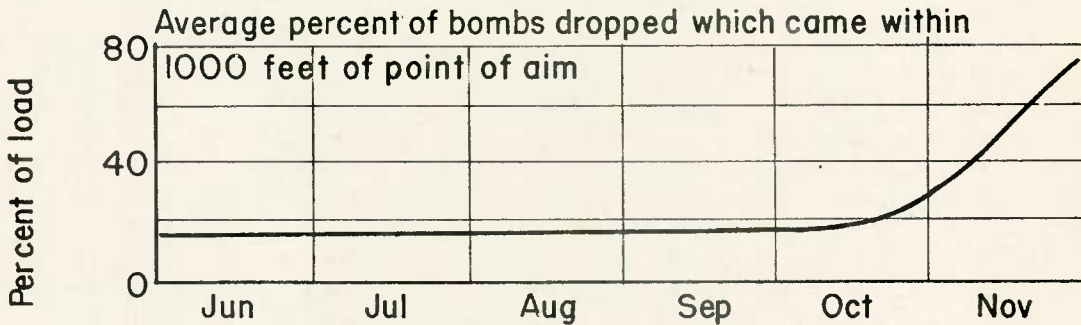 Average percent of bombs dropped which came within
1000 feet of point of aim
Percent of load
80
40
0
Jun Jul Aug Sep Oct Nov